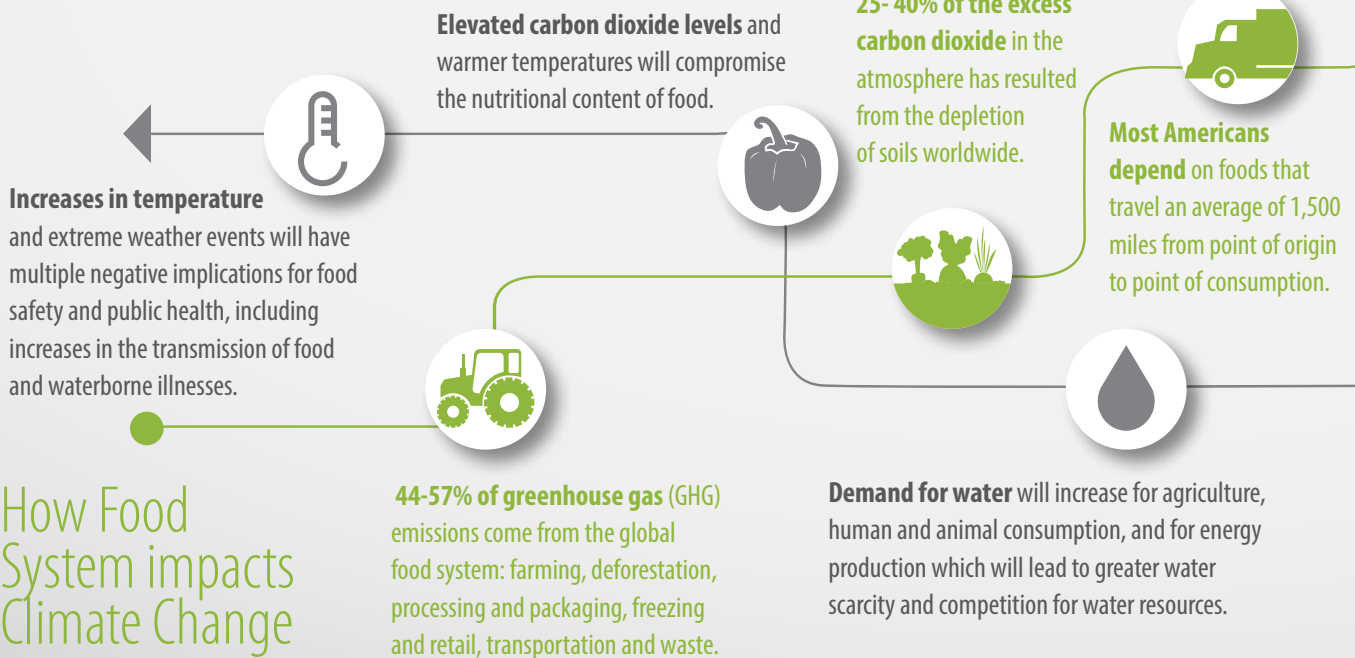 Elevated carbon dioxide levels and
warmer temperatures will compromise
the nutritional content of food.
25- 40% of the excess
carbon dioxide in the
atmosphere has resulted
from the depletion
of soils worldwide.
Most Americans
depend on foods that
travel an average of 1,500
miles from point of origin
to point of consumption.
Increases in temperature
and extreme weather events will have
multiple negative implications for food
safety and public health, including
increases in the transmission of food
and waterborne illnesses.
How Food
System impacts
Climate Change
44-57% of greenhouse gas (GHG)
emissions come from the global
food system: farming, deforestation,
processing and packaging, freezing
and retail, transportation and waste.
Demand for water will increase for agriculture,
human and animal consumption, and for energy
production which will lead to greater water
scarcity and competition for water resources.